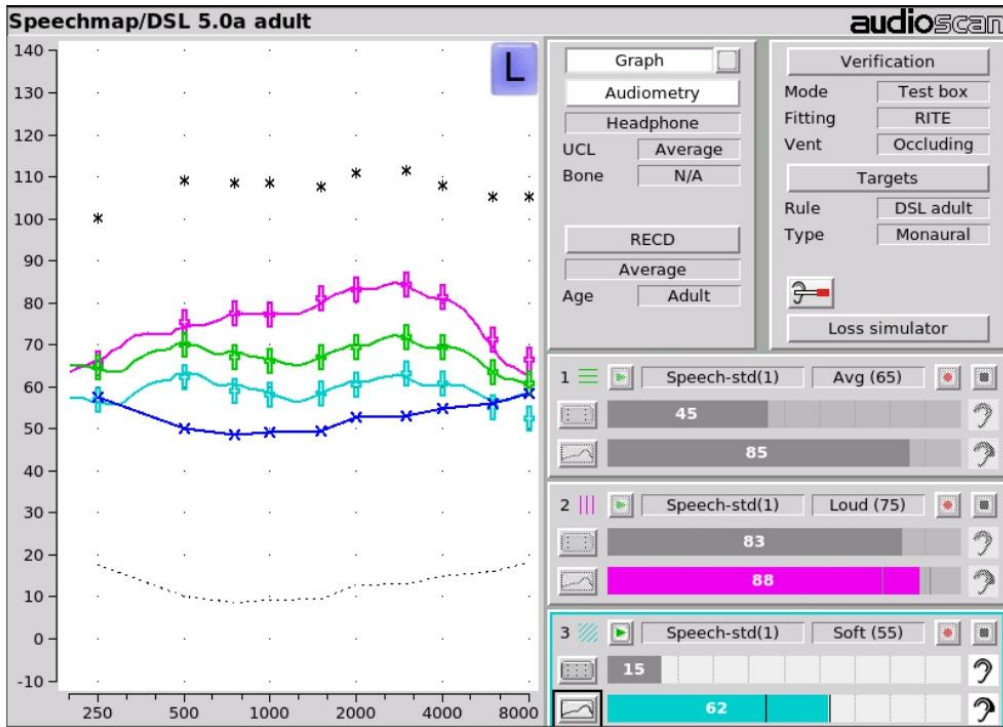 Speechmap/DSL 5.0a adult
audioscan
140
130
120
110
100
90
80
70
60
50
40
30
20
10
0
-10
250 500 1000 2000 4000 8000
L
Graph
Audiometry
Headphone
UCL Average
Bone N/A
RECD
Average
Age Adult
Verification
Mode Test box
Fitting RITE
Vent Occluding
Targets
Rule DSL adult
Type Monaural
Loss simulator
1 Speech-std(1) Avg (65)
45
85
2 Speech-std(1) Loud (75)
83
88
3 Speech-std(1) Soft (55)
15
62